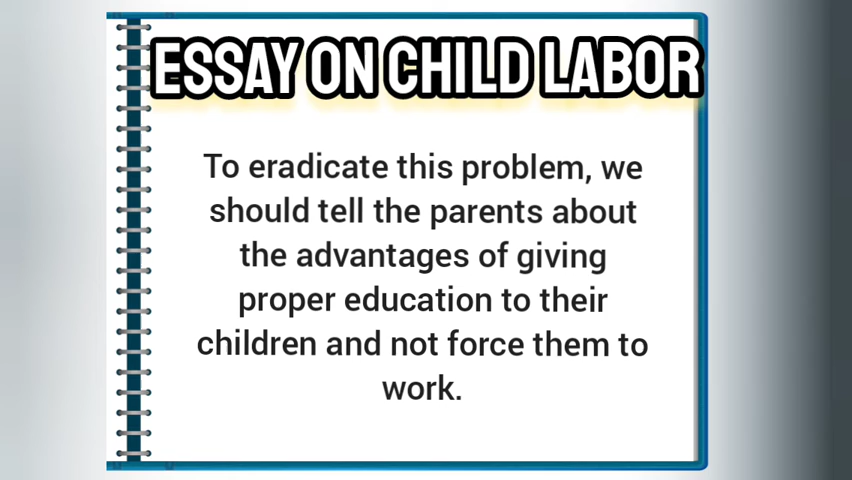 ESSAY ON CHILD LABOR
To eradicate this problem, we
should tell the parents about
the advantages of giving
proper education to their
children and not force them to
work.